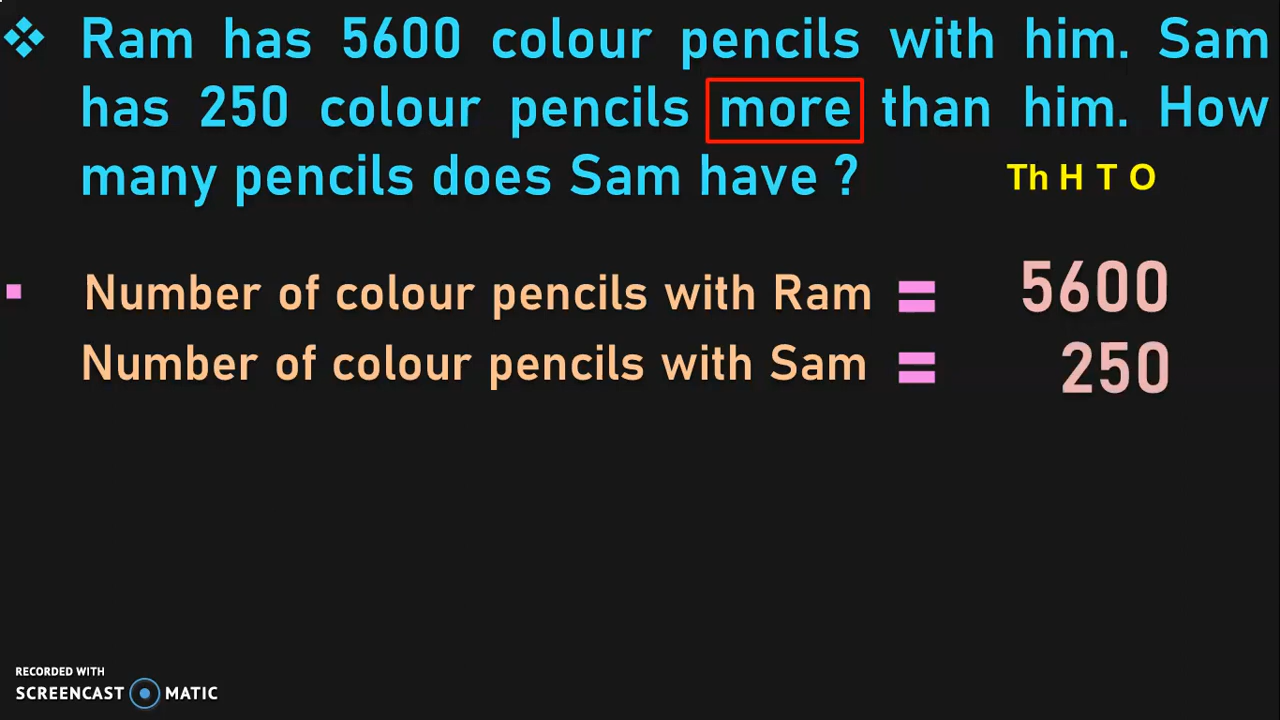 ❖ Ram has 5600 colour pencils with him. Sam
has 250 colour pencils more than him. How
many pencils does Sam have ?
Th H T O
▪ Number of colour pencils with Ram = 5600
Number of colour pencils with Sam = 250
RECORDED WITH
SCREENCAST MATIC